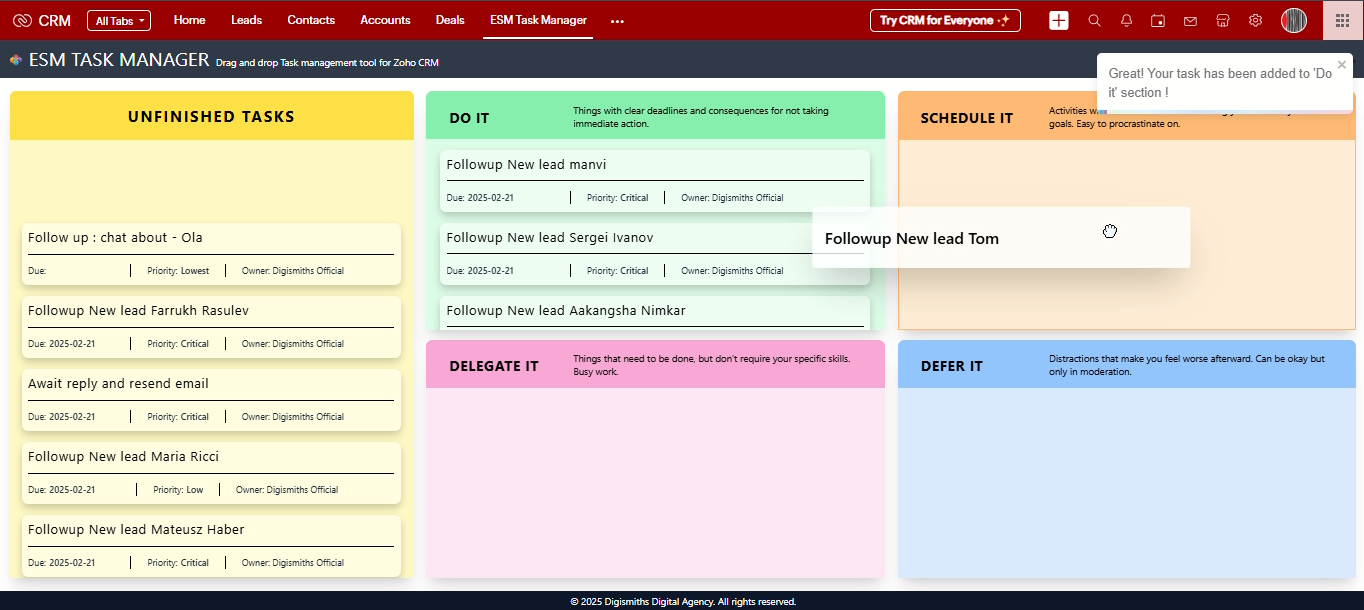 CRM
All Tabs
Home
Leads
Contacts
Accounts
Deals
ESM Task Manager
Try CRM for Everyone
ESM TASK MANAGER
Drag and drop Task management tool for Zoho CRM
Great! Your task has been added to 'Do
it' section !
UNFINISHED TASKS
Follow up : chat about - Ola
Due:
Priority: Lowest
Owner: Digismiths Official
Followup New lead Farrukh Rasulev
Due: 2025-02-21
Priority: Critical
Owner: Digismiths Official
Await reply and resend email
Due: 2025-02-21
Priority: Critical
Owner: Digismiths Official
Followup New lead Maria Ricci
Due: 2025-02-21
Priority: Low
Owner: Digismiths Official
Followup New lead Mateusz Haber
Due: 2025-02-21
Priority: Critical
Owner: Digismiths Official
DO IT
Things with clear deadlines and consequences for not taking
immediate action.
Followup New lead manvi
Due: 2025-02-21
Priority: Critical
Owner: Digismiths Official
Followup New lead Sergei Ivanov
Due: 2025-02-21
Priority: Critical
Owner: Digismiths Official
Followup New lead Aakangsha Nimkar
SCHEDULE IT
Activities
goals. Easy to procrastinate on.
Followup New lead Tom
DELEGATE IT
Things that need to be done, but don't require your specific skills.
Busy work.
DEFER IT
Distractions that make you feel worse afterward. Can be okay but
only in moderation.
© 2025 Digismiths Digital Agency. All rights reserved.